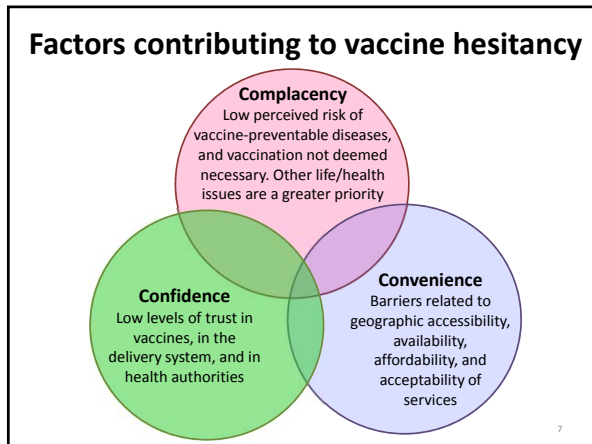 Factors contributing to vaccine hesitancy
Complacency
Low perceived risk of
vaccine-preventable diseases,
and vaccination not deemed
necessary. Other life/health
issues are a greater priority
Confidence
Low levels of trust in
vaccines, in the
delivery system, and in
health authorities
Convenience
Barriers related to
geographic accessibility,
availability,
affordability, and
acceptability of
services
7